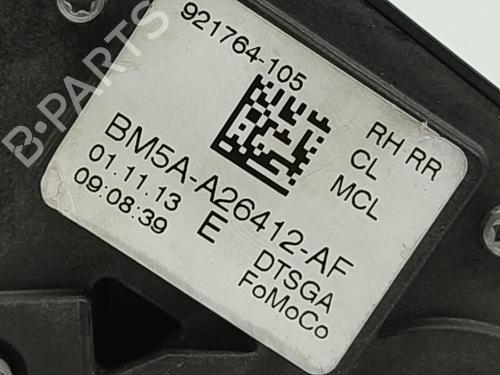 921764-105
RH RR
CL
MCL
BM5A-A26412-AF
01.11.13
E
DTSGA
09:08:39
FoMoCo
B-PARTS